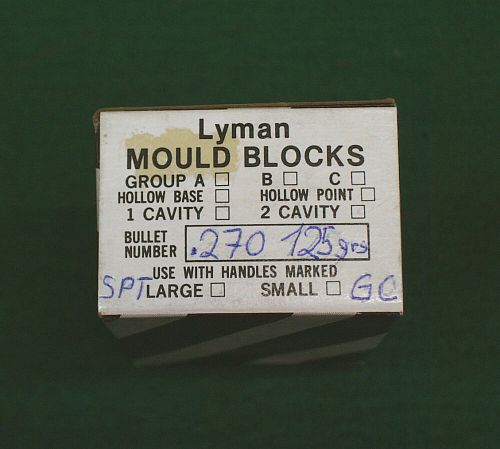 Lyman
MOULD BLOCKS
GROUP A □ B □ C □
HOLLOW BASE □ HOLLOW POINT □
1 CAVITY □ 2 CAVITY □
BULLET NUMBER .270 125grs
USE WITH HANDLES MARKED
SPT LARGE □ SMALL □ GC